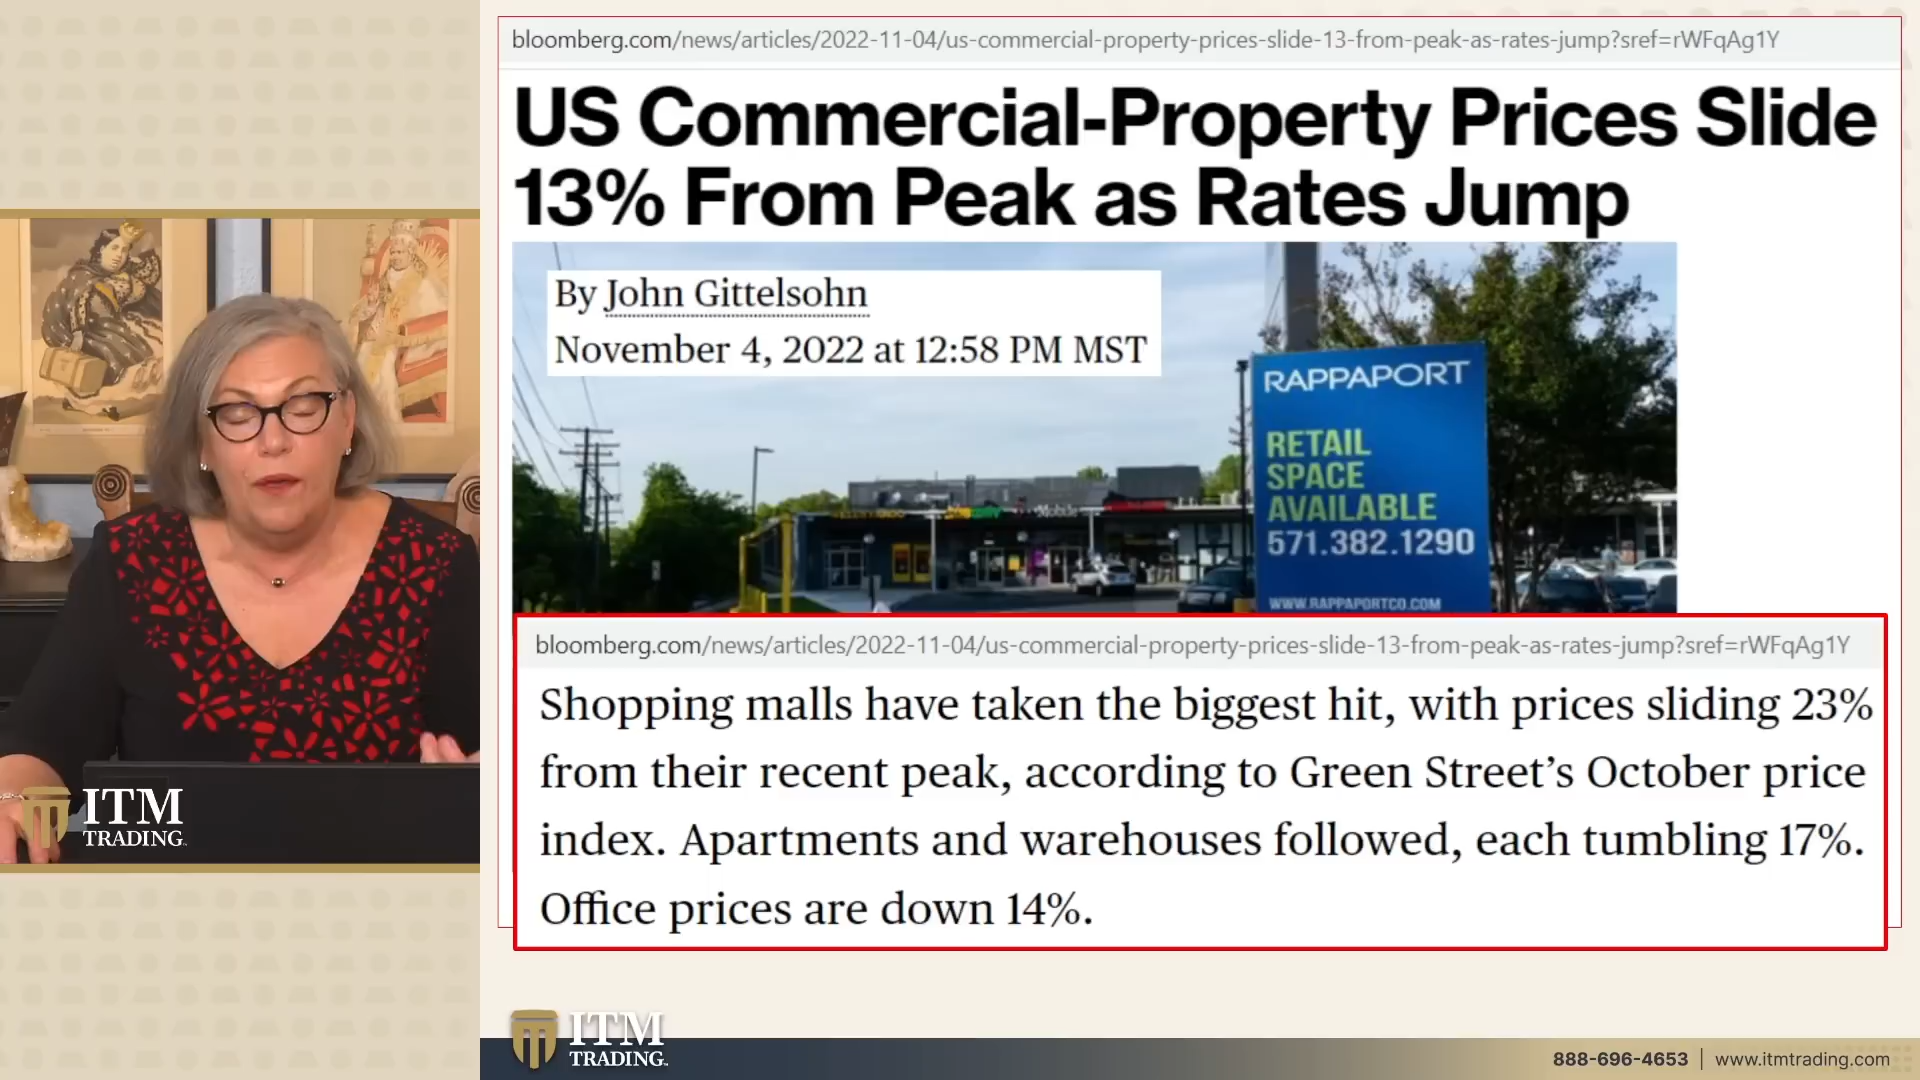 bloomberg.com/news/articles/2022-11-04/us-commercial-property-prices-slide-13-from-peak-as-rates-jump?sref=rWFqAg1Y
US Commercial-Property Prices Slide
13% From Peak as Rates Jump
By John Gittelsohn
November 4, 2022 at 12:58 PM MST
RAPPAPORT
RETAIL
SPACE
AVAILABLE
571.382.1290
WWW.RAPPAPORTCO.COM
Mobile
bloomberg.com/news/articles/2022-11-04/us-commercial-property-prices-slide-13-from-peak-as-rates-jump?sref=rWFqAg1Y
Shopping malls have taken the biggest hit, with prices sliding 23%
from their recent peak, according to Green Street’s October price
index. Apartments and warehouses followed, each tumbling 17%.
Office prices are down 14%.
ITM
TRADING
ITM
TRADING
888-696-4653 | www.itmtrading.com